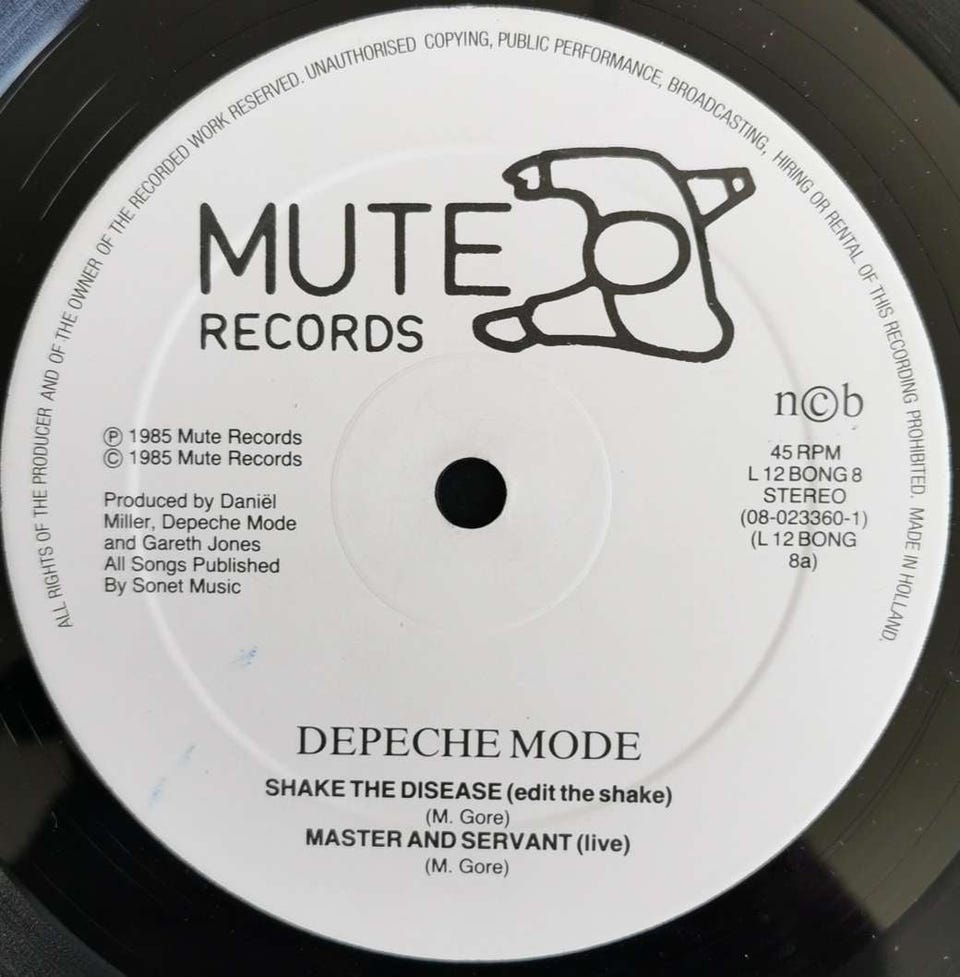 ALL RIGHTS OF THE PRODUCER AND OF THE OWNER OF THE RECORDED WORK RESERVED. UNAUTHORISED COPYING, PUBLIC PERFORMANCE, BROADCASTING, HIRING OR RENTAL OF THIS RECORDING PROHIBITED. MADE IN HOLLAND.
MUTE
RECORDS
n©b
℗ 1985 Mute Records
© 1985 Mute Records
Produced by Daniël
Miller, Depeche Mode
and Gareth Jones
All Songs Published
By Sonet Music
45 RPM
L 12 BONG 8
STEREO
(08-023360-1)
(L 12 BONG
8a)
DEPECHE MODE
SHAKE THE DISEASE (edit the shake)
(M. Gore)
MASTER AND SERVANT (live)
(M. Gore)